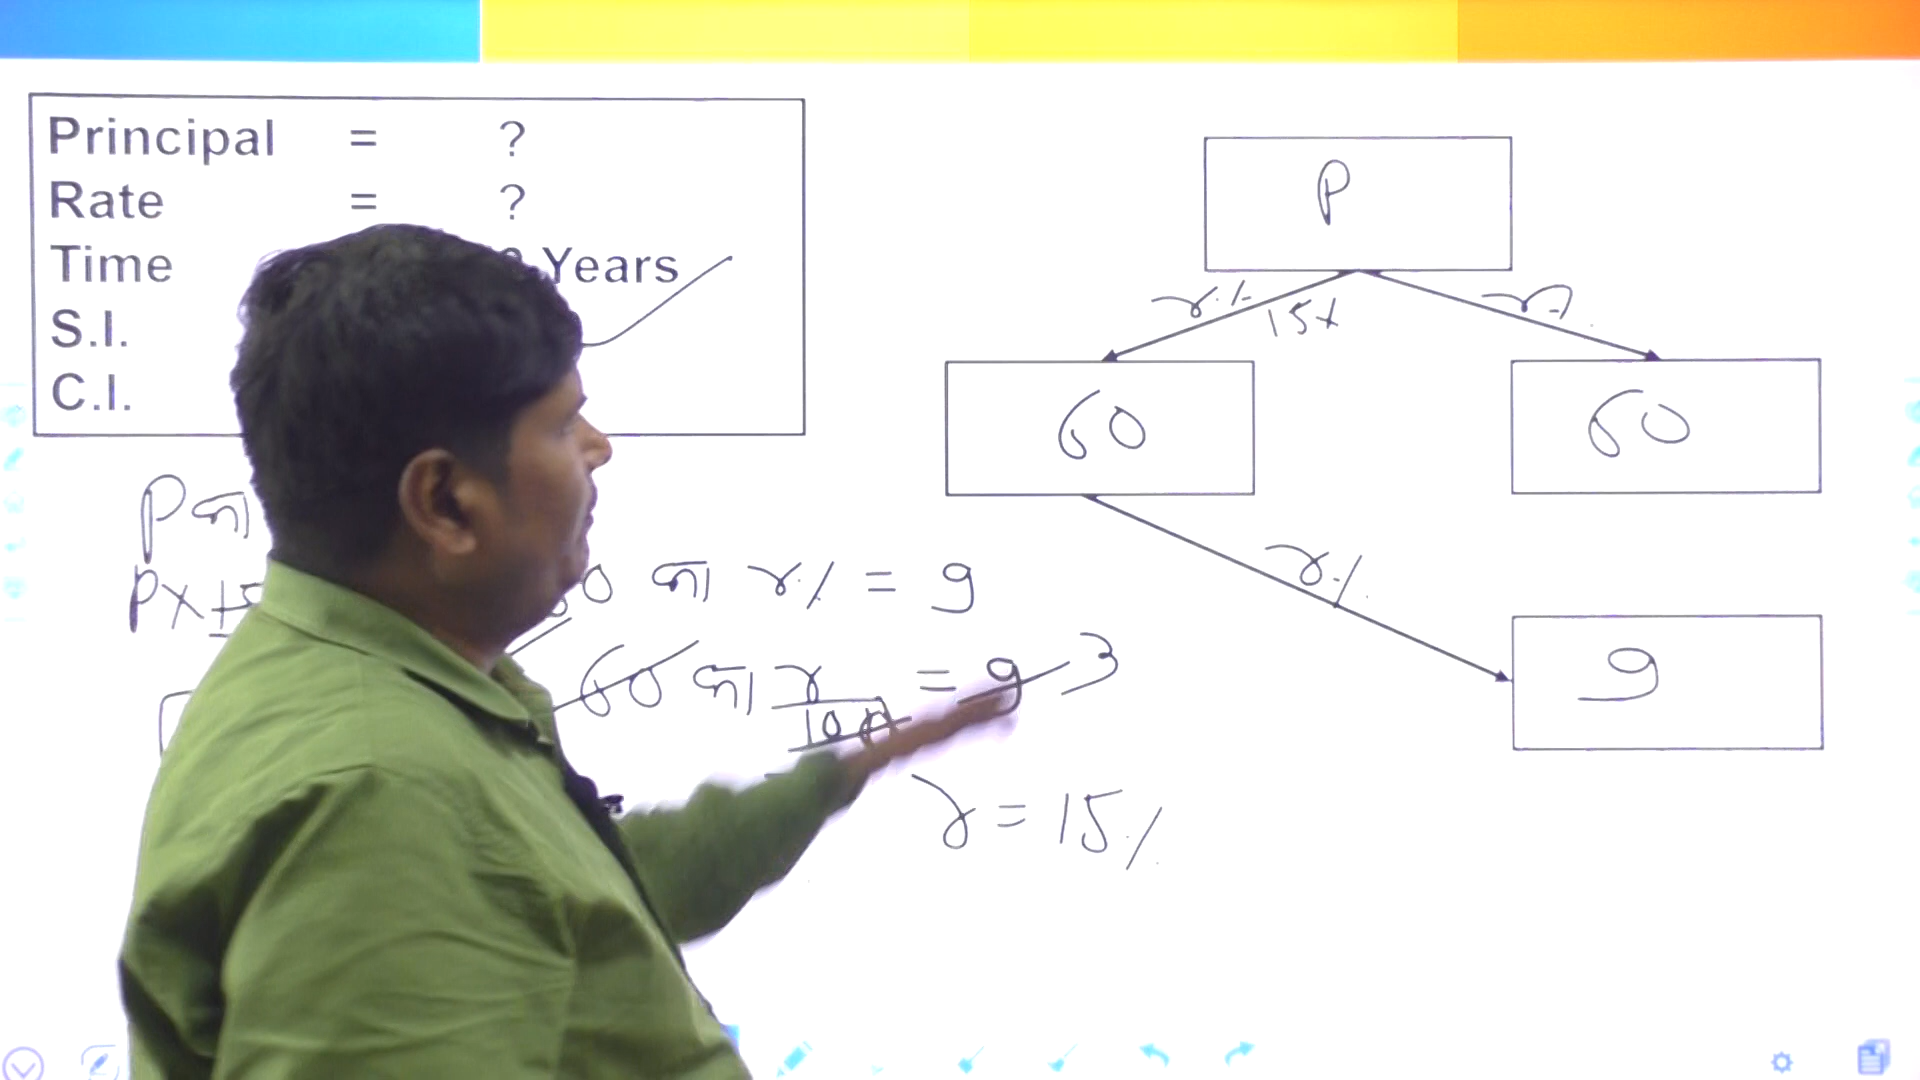 Principal = ?
Rate = ?
Time Years
S.I.
C.I.
P
r%
15%
r%
60
60
r%
9
P का
P×15
60 का r% = 9
60 का r/100 = 9 3
r = 15%